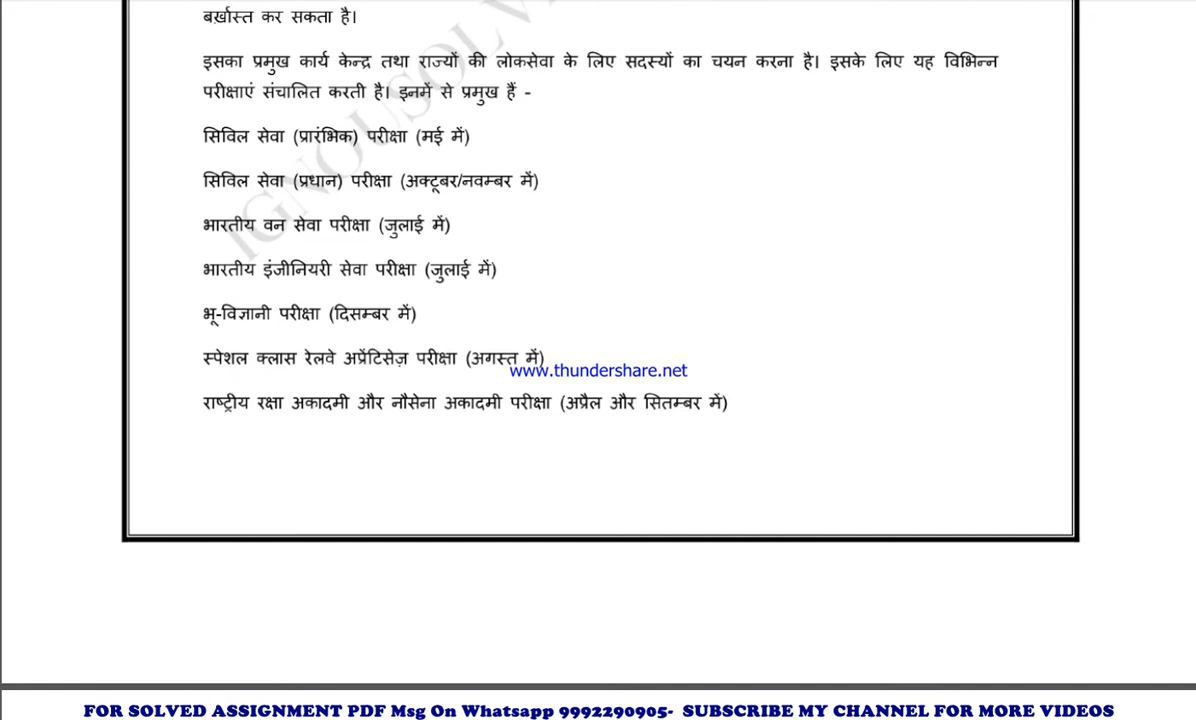 बर्ख़ास्त कर सकता है।
इसका प्रमुख कार्य केन्द्र तथा राज्यों की लोकसेवा के लिए सदस्यों का चयन करना है। इसके लिए यह विभिन्न
परीक्षाएं संचालित करती है। इनमें से प्रमुख हैं -
सिविल सेवा (प्रारंभिक) परीक्षा (मई में)
सिविल सेवा (प्रधान) परीक्षा (अक्टूबर/नवम्बर में)
भारतीय वन सेवा परीक्षा (जुलाई में)
भारतीय इंजीनियरी सेवा परीक्षा (जुलाई में)
भू-विज्ञानी परीक्षा (दिसम्बर में)
स्पेशल क्लास रेलवे अप्रेंटिसेज़ परीक्षा (अगस्त में)
www.thundershare.net
राष्ट्रीय रक्षा अकादमी और नौसेना अकादमी परीक्षा (अप्रैल और सितम्बर में)
FOR SOLVED ASSIGNMENT PDF Msg On Whatsapp 9992290905- SUBSCRIBE MY CHANNEL FOR MORE VIDEOS